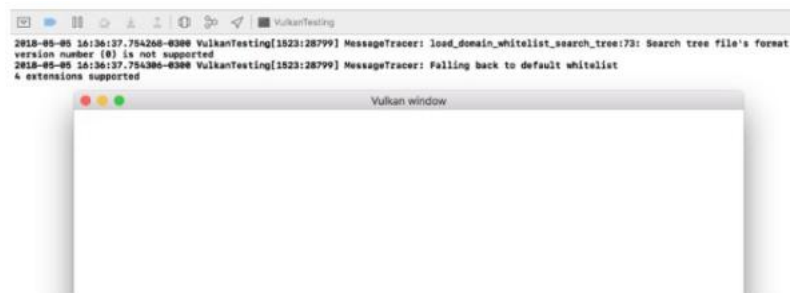 VulkanTesting
2018-05-05 16:36:37.754268-0300 VulkanTesting[1523:28799] MessageTracer: load_domain_whitelist_search_tree:73: Search tree file's format
version number (0) is not supported
2018-05-05 16:36:37.754306-0300 VulkanTesting[1523:28799] MessageTracer: Falling back to default whitelist
4 extensions supported
Vulkan window